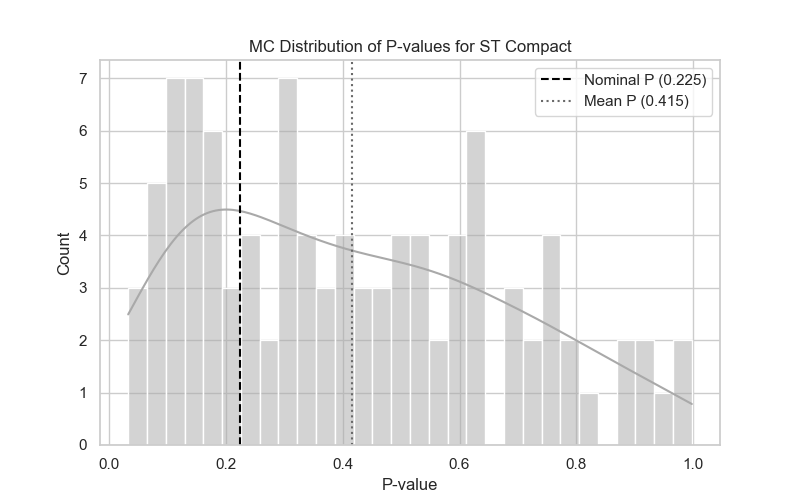 MC Distribution of P-values for ST Compact
Nominal P (0.225)
Mean P (0.415)
Count
7
6
5
4
3
2
1
0
0.0 0.2 0.4 0.6 0.8 1.0
P-value